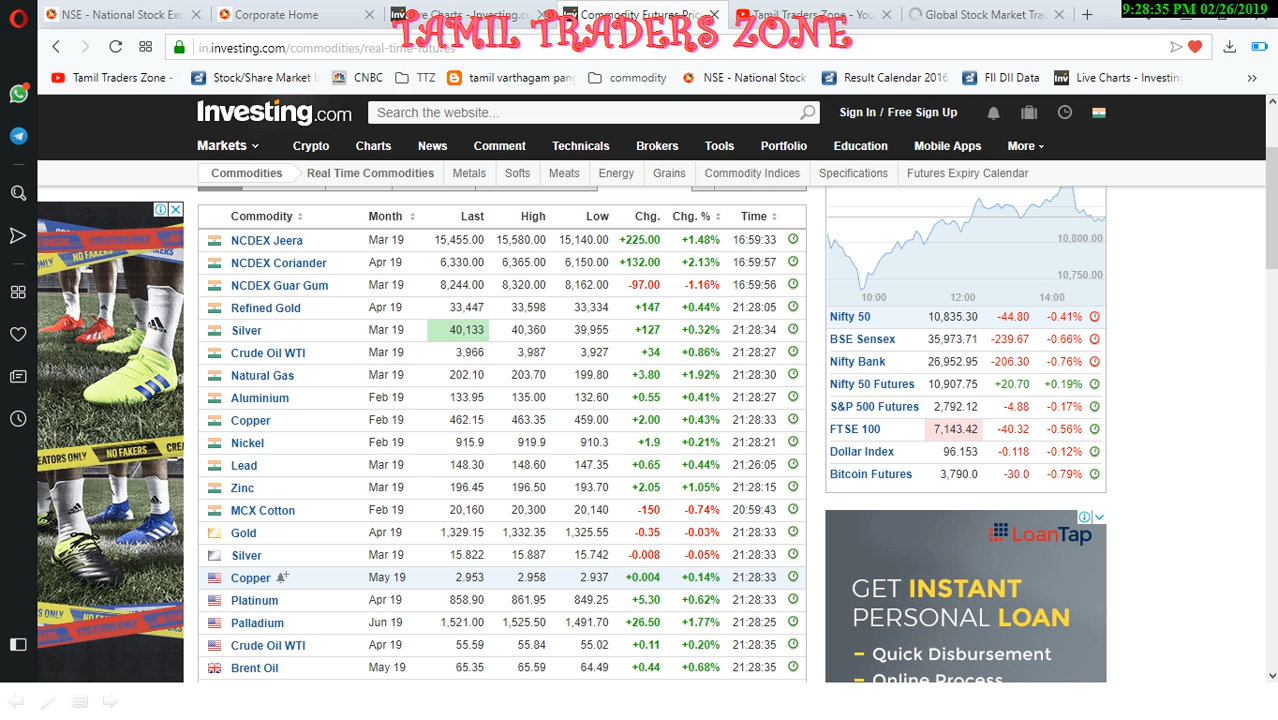 9:28:35 PM 02/26/2019
NSE - National Stock Exc
Corporate Home
Live Charts - Investing.co
Commodity Futures Pric
Tamil Traders Zone - You
Global Stock Market Trad
TAMIL TRADERS ZONE
in.investing.com/commodities/real-time-futures
Tamil Traders Zone -
Stock/Share Market I
CNBC
TTZ
tamil varthagam pan
commodity
NSE - National Stock
Result Calendar 2016
FII DII Data
Live Charts - Investin
Investing.com
Search the website...
Sign In / Free Sign Up
Markets Crypto Charts News Comment Technicals Brokers Tools Portfolio Education Mobile Apps More
Commodities Real Time Commodities Metals Softs Meats Energy Grains Commodity Indices Specifications Futures Expiry Calendar
Commodity Month Last High Low Chg. Chg. % Time
NCDEX Jeera Mar 19 15,455.00 15,580.00 15,140.00 +225.00 +1.48% 16:59:33
NCDEX Coriander Apr 19 6,330.00 6,365.00 6,150.00 +132.00 +2.13% 16:59:57
NCDEX Guar Gum Mar 19 8,244.00 8,320.00 8,162.00 -97.00 -1.16% 16:59:56
Refined Gold Apr 19 33,447 33,598 33,334 +147 +0.44% 21:28:33
Silver Mar 19 40,133 40,360 39,955 +127 +0.32% 21:28:34
Crude Oil WTI Mar 19 3,966 3,987 3,927 +34 +0.86% 21:28:27
Natural Gas Mar 19 202.10 203.70 199.80 +3.80 +1.92% 21:28:30
Aluminium Feb 19 133.95 135.00 132.60 +0.55 +0.41% 21:28:27
Copper Feb 19 462.15 463.35 459.00 +2.00 +0.43% 21:28:33
Nickel Feb 19 915.9 919.9 910.3 +1.9 +0.21% 21:28:21
Lead Feb 19 148.30 148.60 147.35 +0.65 +0.44% 21:26:05
Zinc Feb 19 196.45 196.50 193.70 +2.05 +1.05% 21:28:15
MCX Cotton Feb 19 20,160 20,300 20,140 -150 -0.74% 20:59:43
Gold Apr 19 1,329.15 1,332.35 1,325.55 -0.35 -0.03% 21:28:33
Silver Mar 19 15.822 15.887 15.742 -0.008 -0.05% 21:28:33
Copper May 19 2.953 2.958 2.937 +0.004 +0.14% 21:28:33
Platinum Apr 19 858.90 861.95 849.25 +5.30 +0.62% 21:28:33
Palladium Jun 19 1,521.00 1,523.50 1,491.70 +26.50 +1.77% 21:28:33
Crude Oil WTI Apr 19 55.59 55.84 55.02 +0.11 +0.20% 21:28:35
Brent Oil May 19 65.35 65.59 64.49 +0.44 +0.68% 21:28:35
10,800.00
10,750.00
10:00 12:00 14:00
Nifty 50 10,835.30 -44.80 -0.41%
BSE Sensex 35,973.71 -239.67 -0.66%
Nifty Bank 26,952.95 -206.30 -0.76%
Nifty 50 Futures 10,907.75 +20.70 +0.19%
S&P 500 Futures 2,792.12 -4.88 -0.17%
FTSE 100 7,143.42 -40.32 -0.56%
Dollar Index 96.153 -0.118 -0.12%
Bitcoin Futures 3,790.0 -30.0 -0.79%
LoanTap
GET INSTANT
PERSONAL LOAN
Quick Disbursement
Online Process
CREATORS ONLY
NO FAKERS
ONLY
NO FAKERS
EATORS ONLY
NO FAKERS